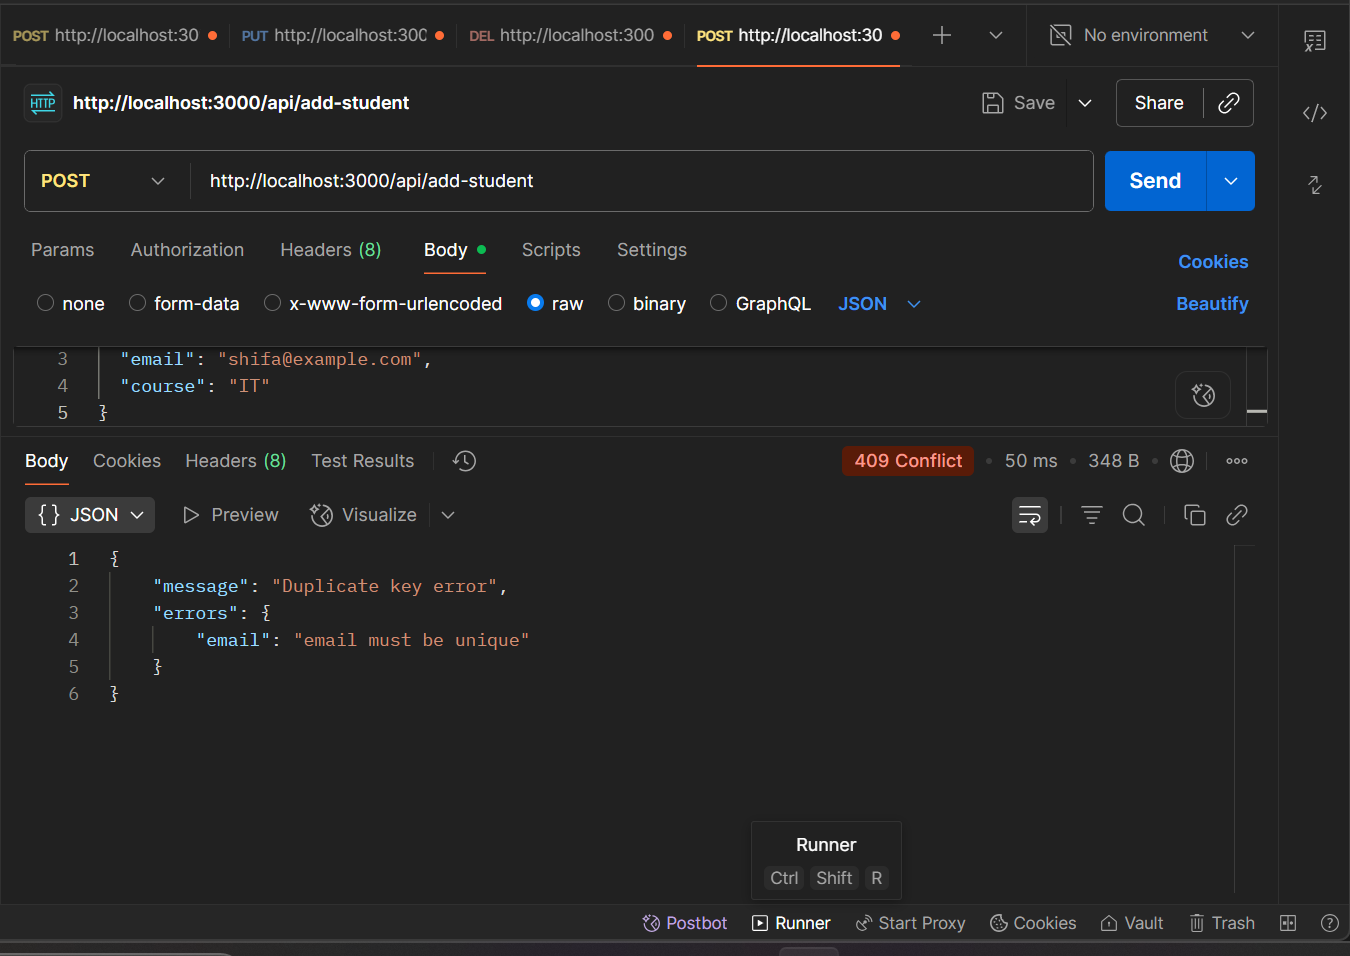 POST http://localhost:30 PUT http://localhost:300 DEL http://localhost:300 POST http://localhost:30 No environment
HTTP http://localhost:3000/api/add-student Save Share
POST http://localhost:3000/api/add-student Send
Params Authorization Headers (8) Body Scripts Settings Cookies
none form-data x-www-form-urlencoded raw binary GraphQL JSON Beautify
3 "email": "shifa@example.com",
4 "course": "IT"
5 }
Body Cookies Headers (8) Test Results 409 Conflict 50 ms 348 B
{} JSON Preview Visualize
1 {
2 "message": "Duplicate key error",
3 "errors": {
4 "email": "email must be unique"
5 }
6 }
Runner
Ctrl Shift R
Postbot Runner Start Proxy Cookies Vault Trash